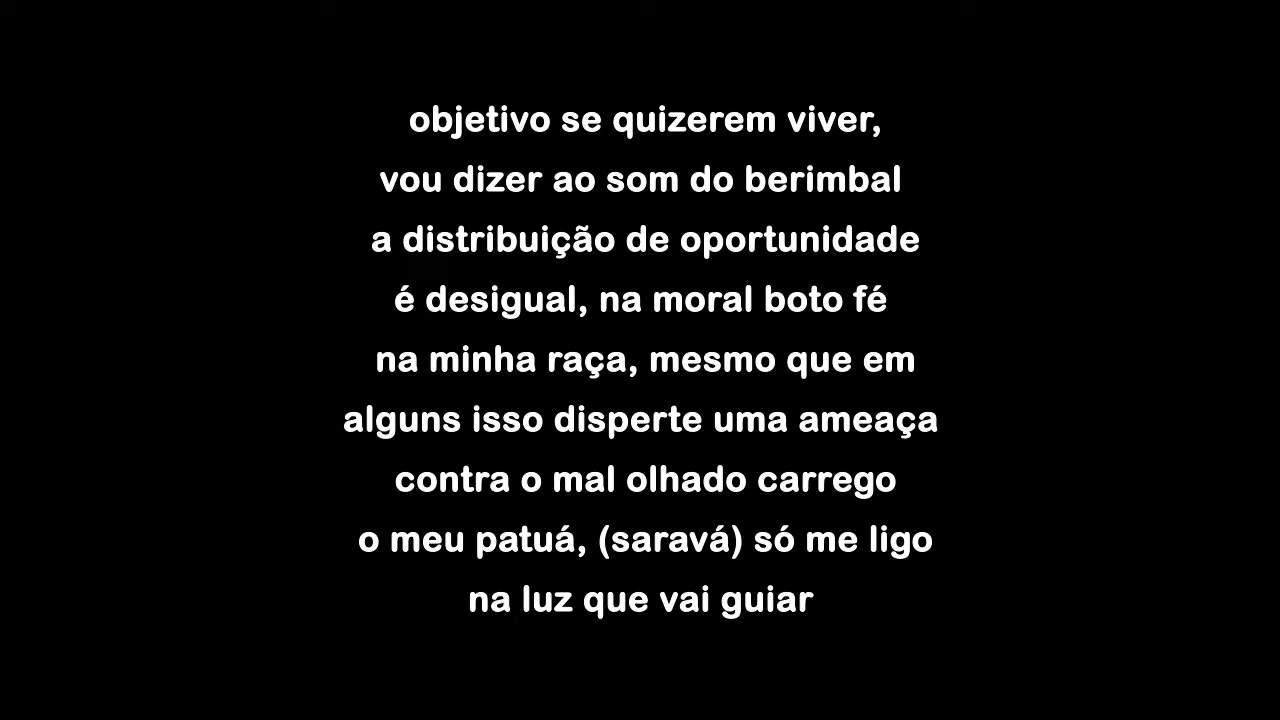 objetivo se quizerem viver,
vou dizer ao som do berimbal
a distribuição de oportunidade
é desigual, na moral boto fé
na minha raça, mesmo que em
alguns isso disperte uma ameaça
contra o mal olhado carrego
o meu patuá, (saravá) só me ligo
na luz que vai guiar